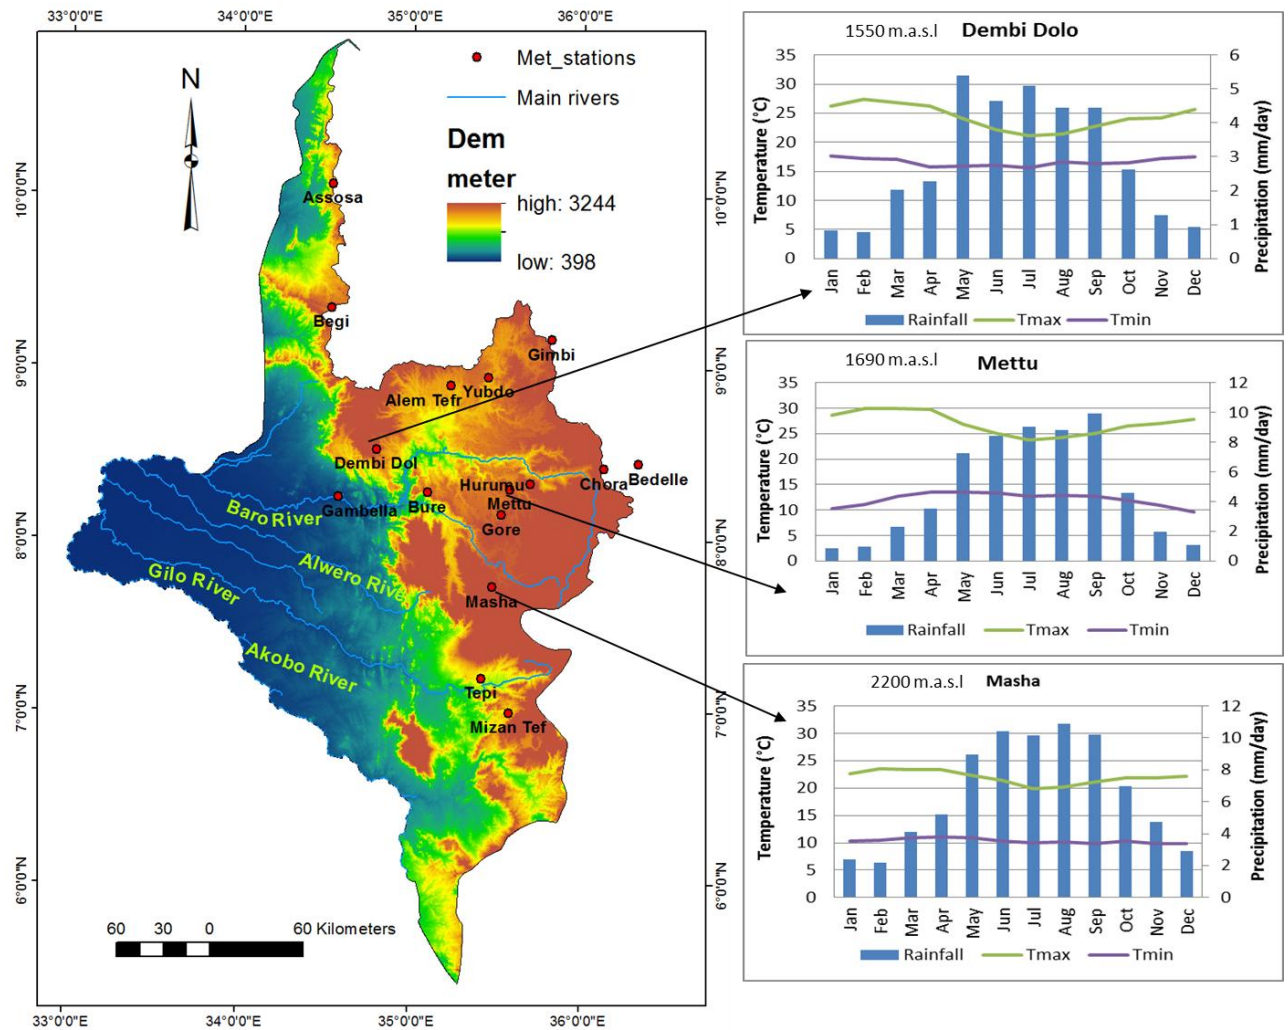 33°0'0"E 34°0'0"E 35°0'0"E 36°0'0"E
N
Met_stations
Main rivers
Dem
meter
high: 3244
low: 398
10°0'0"N
9°0'0"N
8°0'0"N
7°0'0"N
6°0'0"N
10°0'0"N
9°0'0"N
8°0'0"N
7°0'0"N
6°0'0"N
Assosa
Begi
Gimbi
Alem Tefr
Yubdo
Dembi Dol
Gambella
Bure
Hurumu
Mettu
Gore
Chora
Bedelle
Masha
Tepi
Mizan Tef
Baro River
Alwero River
Gilo River
Akobo River
60 30 0 60 Kilometers
33°0'0"E 34°0'0"E 35°0'0"E 36°0'0"E
1550 m.a.s.l Dembi Dolo
Temperature (°C)
35
30
25
20
15
10
5
0
6
5
4
3
2
1
0
Precipitation (mm/day)
Jan Feb Mar Apr May Jun Jul Aug Sep Oct Nov Dec
Rainfall Tmax Tmin
1690 m.a.s.l Mettu
Temperature (°C)
35
30
25
20
15
10
5
0
12
10
8
6
4
2
0
Precipitation (mm/day)
Jan Feb Mar Apr May Jun Jul Aug Sep Oct Nov Dec
Rainfall Tmax Tmin
2200 m.a.s.l Masha
Temperature (°C)
35
30
25
20
15
10
5
0
12
10
8
6
4
2
0
Precipitation (mm/day)
Jan Feb Mar Apr May Jun Jul Aug Sep Oct Nov Dec
Rainfall Tmax Tmin